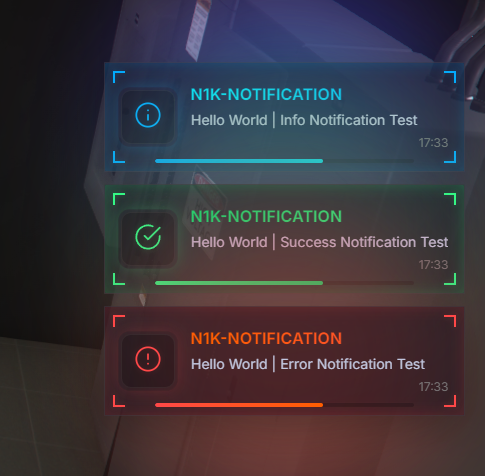 N1K-NOTIFICATION
Hello World | Info Notification Test
17:33
N1K-NOTIFICATION
Hello World | Success Notification Test
17:33
N1K-NOTIFICATION
Hello World | Error Notification Test
17:33